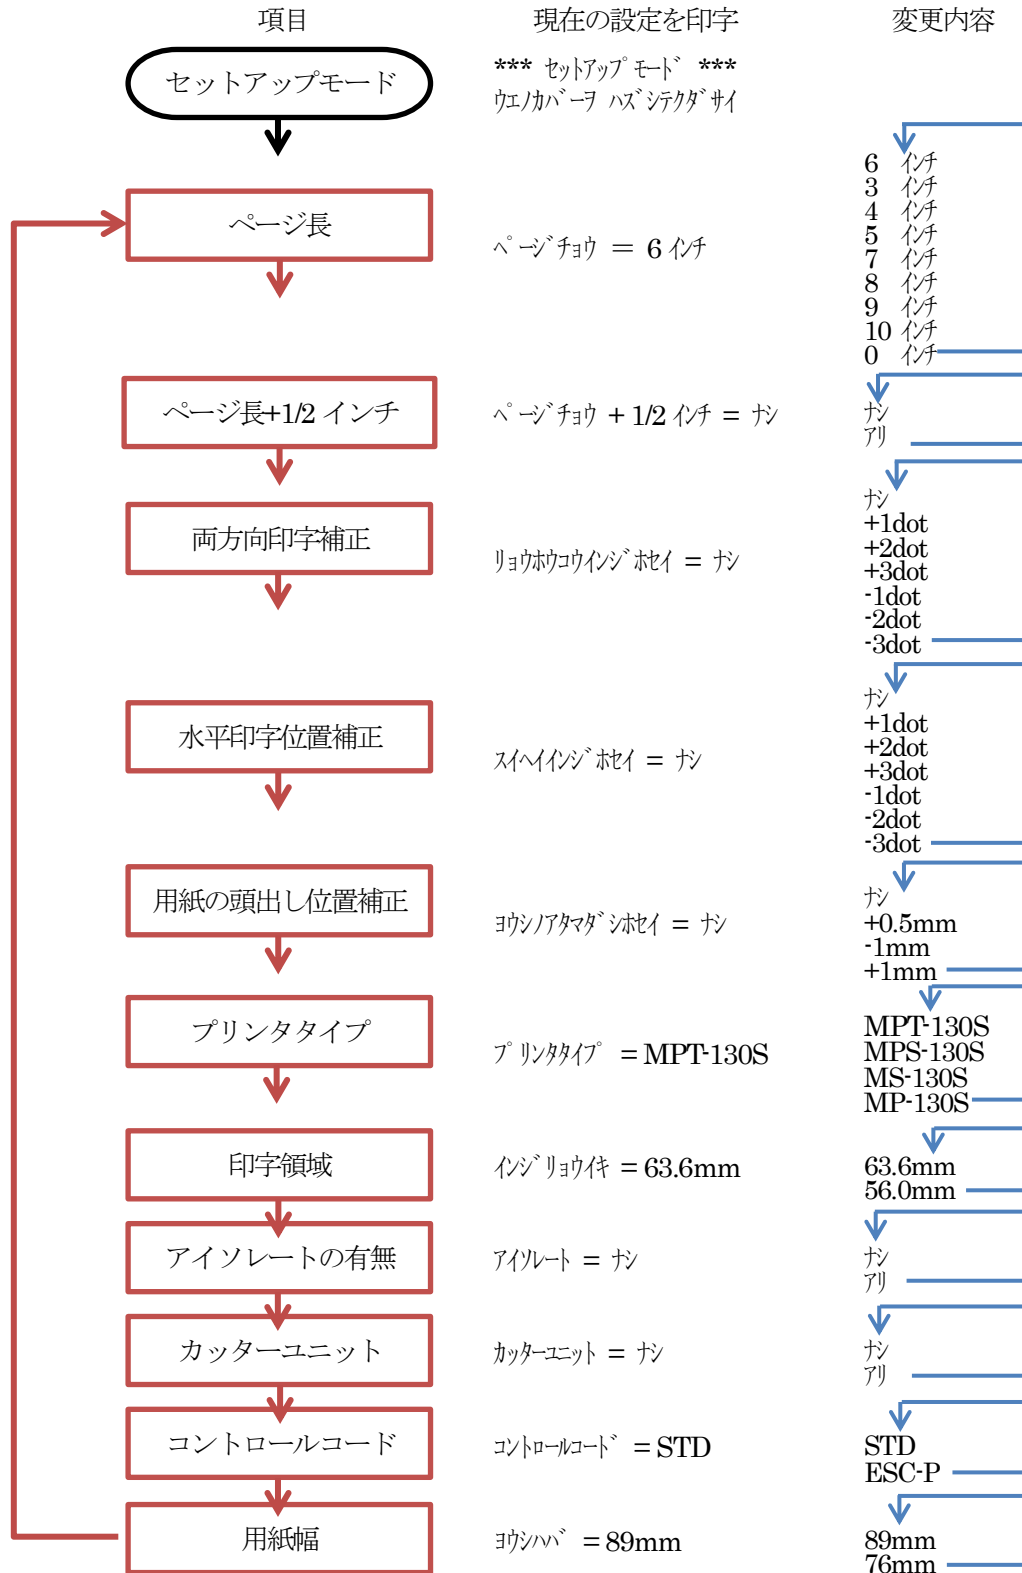 項目 現在の設定を印字 変更内容
セットアップモード
*** ｾｯﾄｱｯﾌﾟﾓｰﾄﾞ ***
ｳｴﾉｶﾊﾞｰｦ ﾊｽﾞｼﾃｸﾀﾞｻｲ
ページ長
ﾍﾟｰｼﾞﾁｮｳ = 6 ｲﾝﾁ
6 ｲﾝﾁ
3 ｲﾝﾁ
4 ｲﾝﾁ
5 ｲﾝﾁ
7 ｲﾝﾁ
8 ｲﾝﾁ
9 ｲﾝﾁ
10 ｲﾝﾁ
0 ｲﾝﾁ
ページ長+1/2 インチ
ﾍﾟｰｼﾞﾁｮｳ + 1/2 ｲﾝﾁ = ﾅｼ
ﾅｼ
ｱﾘ
両方向印字補正
ﾘｮｳﾎｳｺｳｲﾝｼﾞﾎｾｲ = ﾅｼ
ﾅｼ
+1dot
+2dot
+3dot
-1dot
-2dot
-3dot
水平印字位置補正
ｽｲﾍｲｲﾝｼﾞﾎｾｲ = ﾅｼ
ﾅｼ
+1dot
+2dot
+3dot
-1dot
-2dot
-3dot
用紙の頭出し位置補正
ﾖｳｼﾉｱﾀﾏﾀﾞｼﾎｾｲ = ﾅｼ
ﾅｼ
+0.5mm
-1mm
+1mm
プリンタタイプ
ﾌﾟﾘﾝﾀﾀｲﾌﾟ = MPT-130S
MPT-130S
MPS-130S
MS-130S
MP-130S
印字領域
ｲﾝｼﾞﾘｮｳｲｷ = 63.6mm
63.6mm
56.0mm
アイソレートの有無
ｱｲｿﾚｰﾄ = ﾅｼ
ﾅｼ
ｱﾘ
カッターユニット
ｶｯﾀｰﾕﾆｯﾄ = ﾅｼ
ﾅｼ
ｱﾘ
コントロールコード
ｺﾝﾄﾛｰﾙｺｰﾄﾞ = STD
STD
ESC-P
用紙幅
ﾖｳｼﾊﾊﾞ = 89mm
89mm
76mm